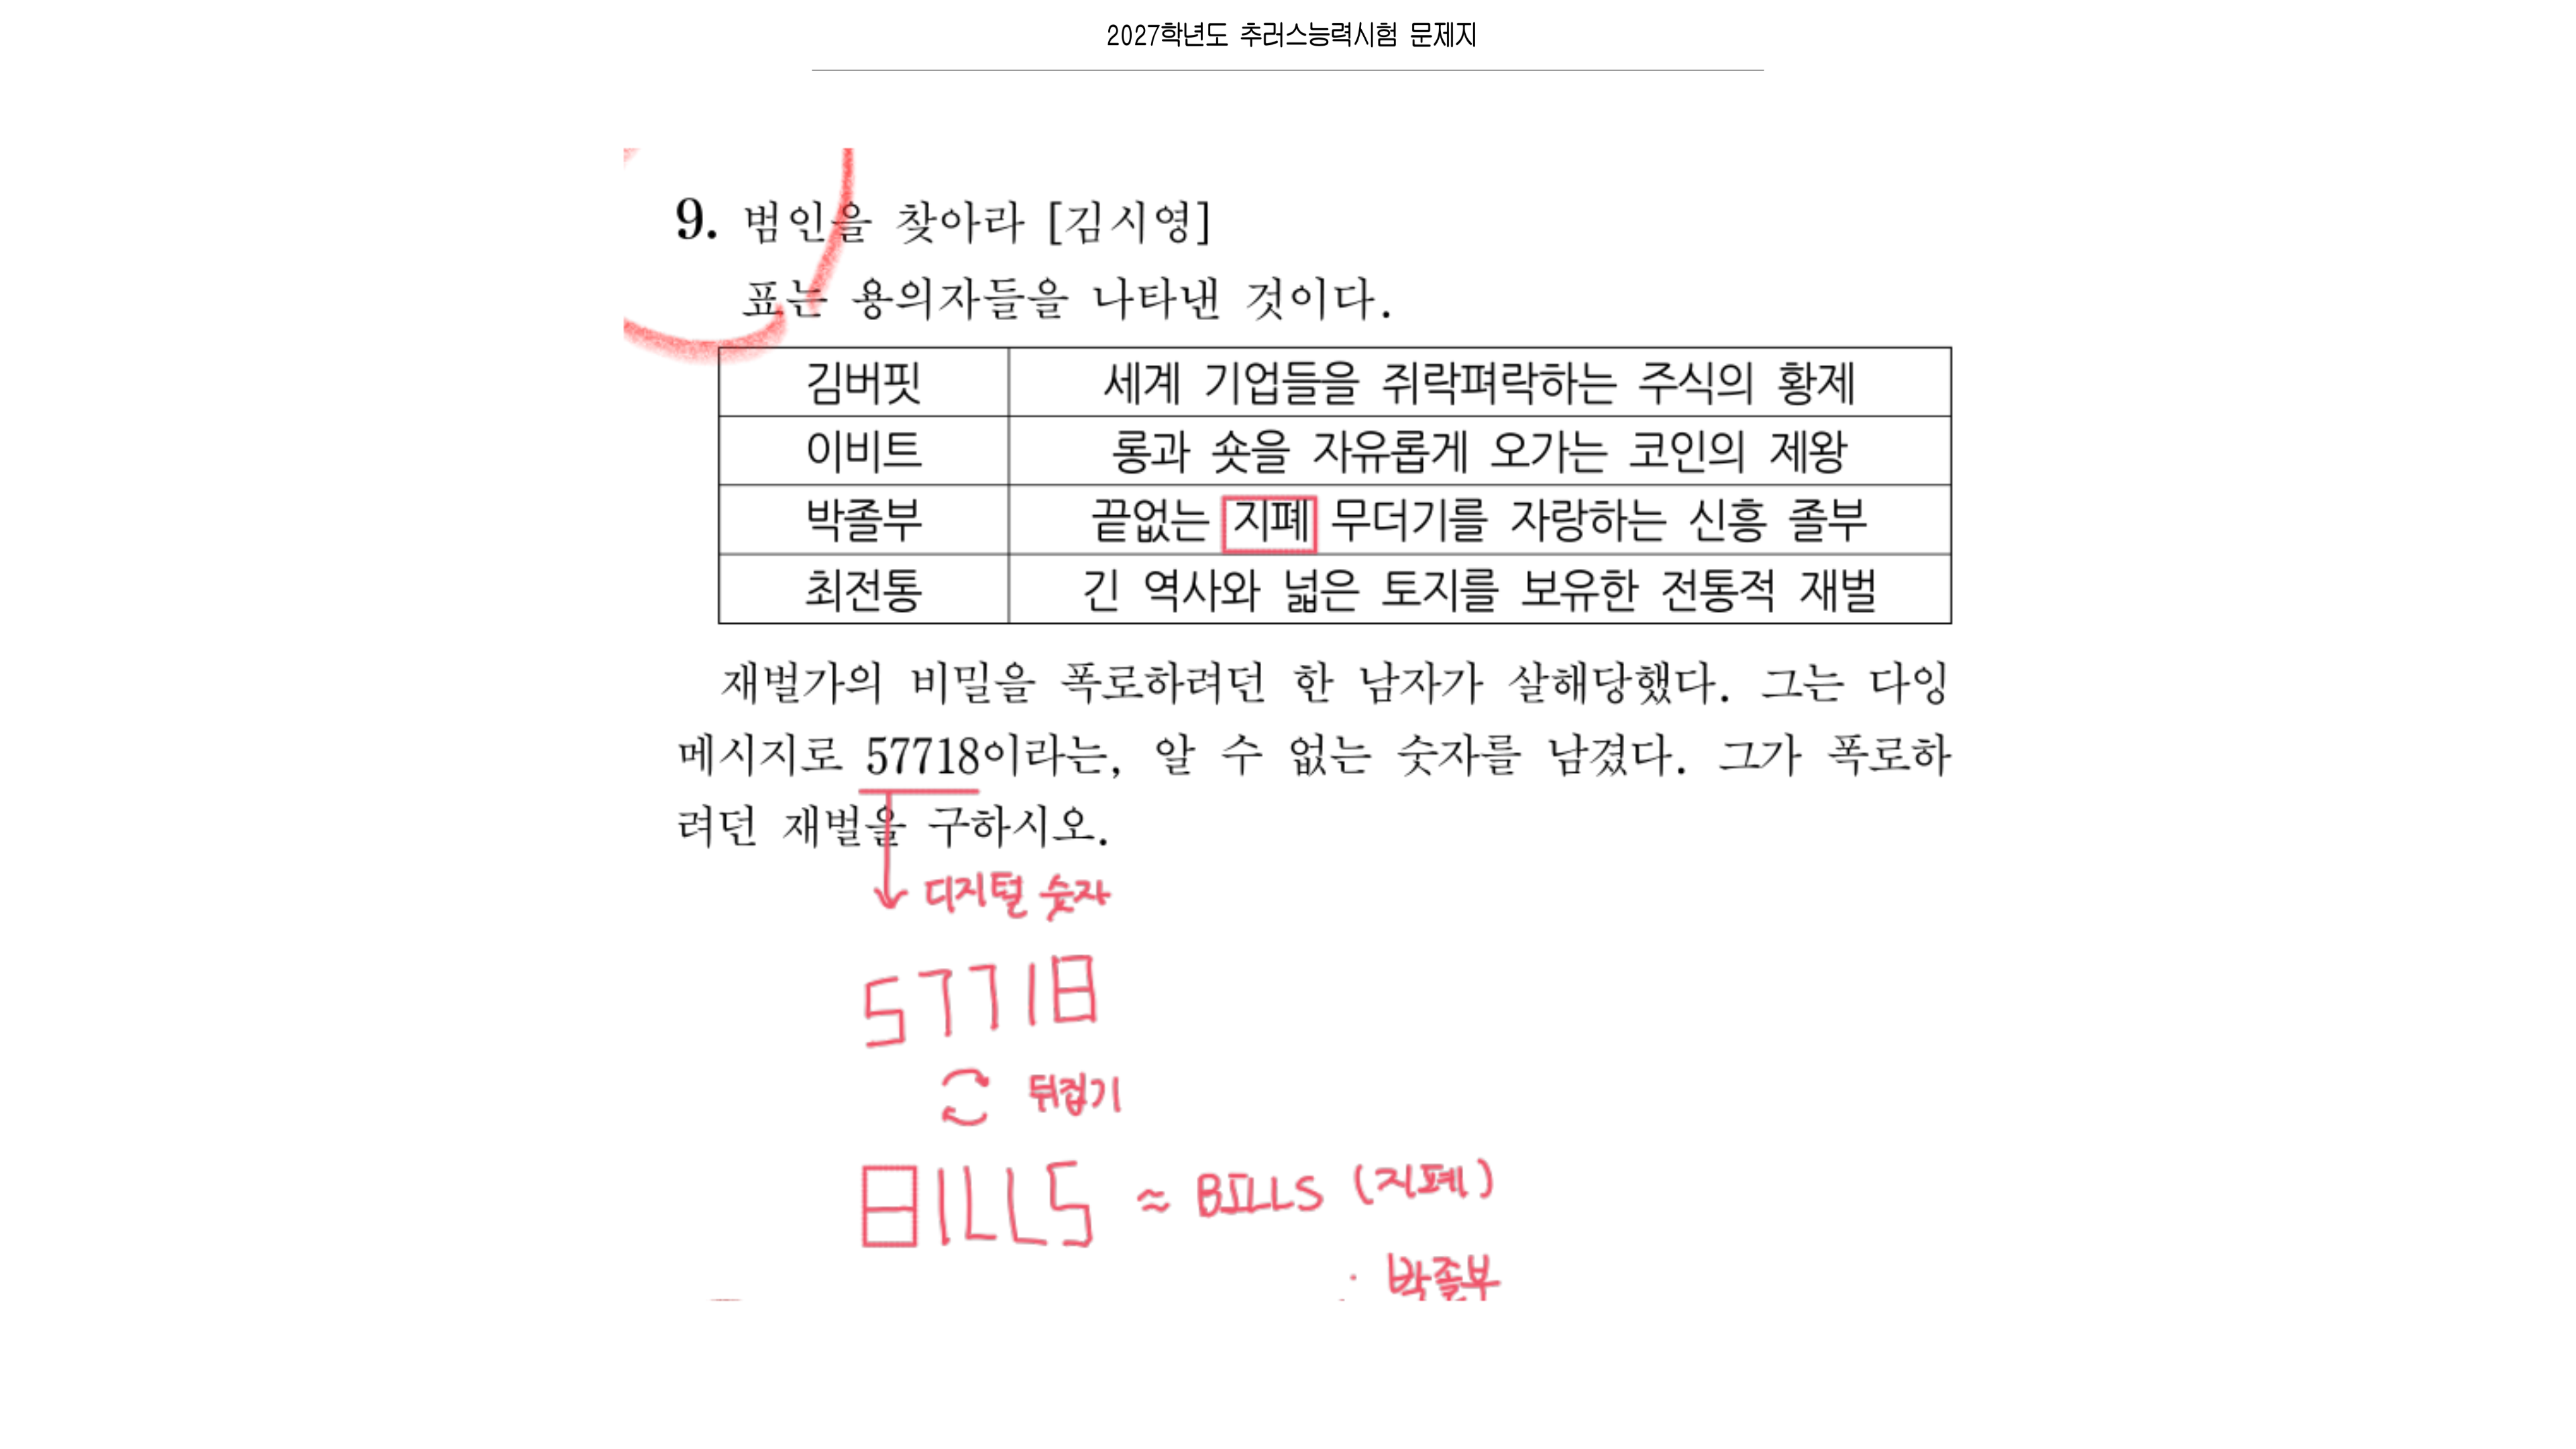 2027학년도 추러스능력시험 문제지
9. 범인을 찾아라 [김시영]
표는 용의자들을 나타낸 것이다.
김버핏 세계 기업들을 쥐락펴락하는 주식의 황제
이비트 롱과 숏을 자유롭게 오가는 코인의 제왕
박졸부 끝없는 지폐 무더기를 자랑하는 신흥 졸부
최전통 긴 역사와 넓은 토지를 보유한 전통적 재벌
재벌가의 비밀을 폭로하려던 한 남자가 살해당했다. 그는 다잉
메시지로 57718이라는, 알 수 없는 숫자를 남겼다. 그가 폭로하
려던 재벌을 구하시오.
디지털 숫자
57718
뒤집기
BILLS ≈ BILLS (지폐)
박졸부